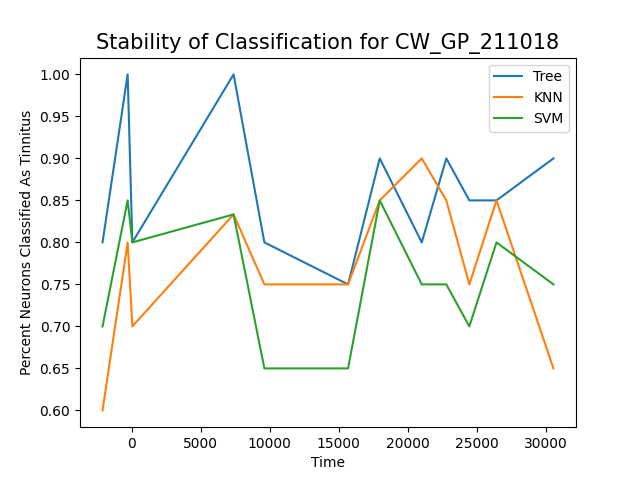 Stability of Classification for CW_GP_211018
Percent Neurons Classified As Tinnitus
1.00
0.95
0.90
0.85
0.80
0.75
0.70
0.65
0.60
Tree
KNN
SVM
0 5000 10000 15000 20000 25000 30000
Time